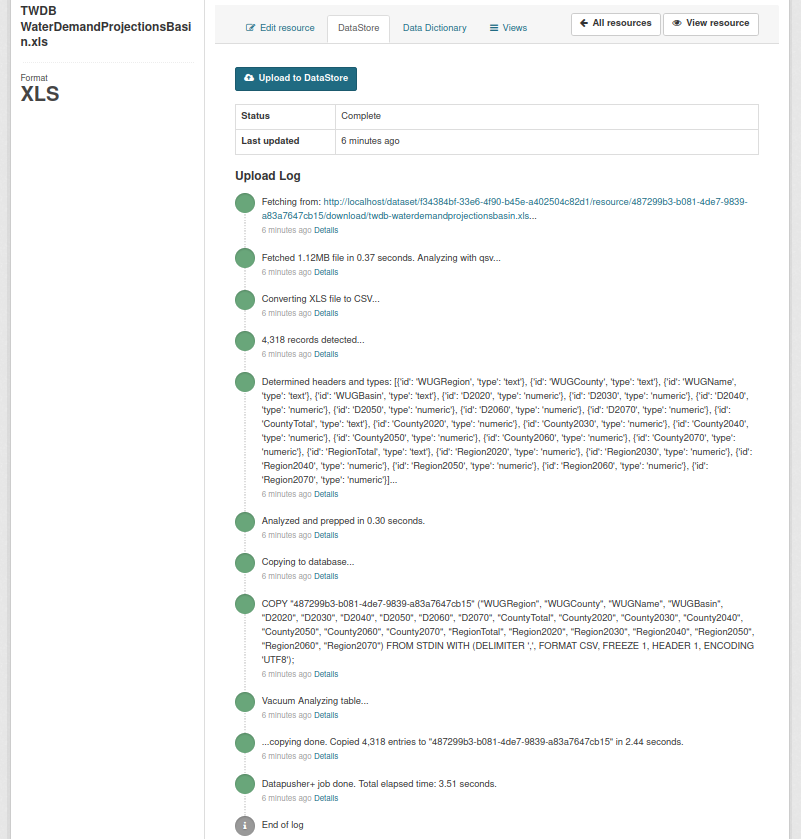 TWDB
WaterDemandProjectionsBasi
n.xls
Format
XLS
Edit resource
DataStore
Data Dictionary
Views
All resources
View resource
Upload to DataStore
Status Complete
Last updated 6 minutes ago
Upload Log
Fetching from: http://localhost/dataset/f34384bf-33e6-4f90-b45e-a402504c82d1/resource/487299b3-b081-4de7-9839-
a83a7647cb15/download/twdb-waterdemandprojectionsbasin.xls...
6 minutes ago Details
Fetched 1.12MB file in 0.37 seconds. Analyzing with qsv...
6 minutes ago Details
Converting XLS file to CSV...
6 minutes ago Details
4,318 records detected...
6 minutes ago Details
Determined headers and types: [{'id': 'WUGRegion', 'type': 'text'}, {'id': 'WUGCounty', 'type': 'text'}, {'id': 'WUGName',
'type': 'text'}, {'id': 'WUGBasin', 'type': 'text'}, {'id': 'D2020', 'type': 'numeric'}, {'id': 'D2030', 'type': 'numeric'}, {'id': 'D2040',
'type': 'numeric'}, {'id': 'D2050', 'type': 'numeric'}, {'id': 'D2060', 'type': 'numeric'}, {'id': 'D2070', 'type': 'numeric'}, {'id':
'CountyTotal', 'type': 'text'}, {'id': 'County2020', 'type': 'numeric'}, {'id': 'County2030', 'type': 'numeric'}, {'id': 'County2040',
'type': 'numeric'}, {'id': 'County2050', 'type': 'numeric'}, {'id': 'County2060', 'type': 'numeric'}, {'id': 'County2070', 'type':
'numeric'}, {'id': 'RegionTotal', 'type': 'text'}, {'id': 'Region2020', 'type': 'numeric'}, {'id': 'Region2030', 'type': 'numeric'}, {'id':
'Region2040', 'type': 'numeric'}, {'id': 'Region2050', 'type': 'numeric'}, {'id': 'Region2060', 'type': 'numeric'}, {'id':
'Region2070', 'type': 'numeric'}]...
6 minutes ago Details
Analyzed and prepped in 0.30 seconds.
6 minutes ago Details
Copying to database...
6 minutes ago Details
COPY "487299b3-b081-4de7-9839-a83a7647cb15" ("WUGRegion", "WUGCounty", "WUGName", "WUGBasin",
"D2020", "D2030", "D2040", "D2050", "D2060", "D2070", "CountyTotal", "County2020", "County2030", "County2040",
"County2050", "County2060", "County2070", "RegionTotal", "Region2020", "Region2030", "Region2040", "Region2050",
"Region2060", "Region2070") FROM STDIN WITH (DELIMITER ',', FORMAT CSV, FREEZE 1, HEADER 1, ENCODING
'UTF8');
6 minutes ago Details
Vacuum Analyzing table...
6 minutes ago Details
...copying done. Copied 4,318 entries to "487299b3-b081-4de7-9839-a83a7647cb15" in 2.44 seconds.
6 minutes ago Details
Datapusher+ job done. Total elapsed time: 3.51 seconds.
6 minutes ago Details
End of log